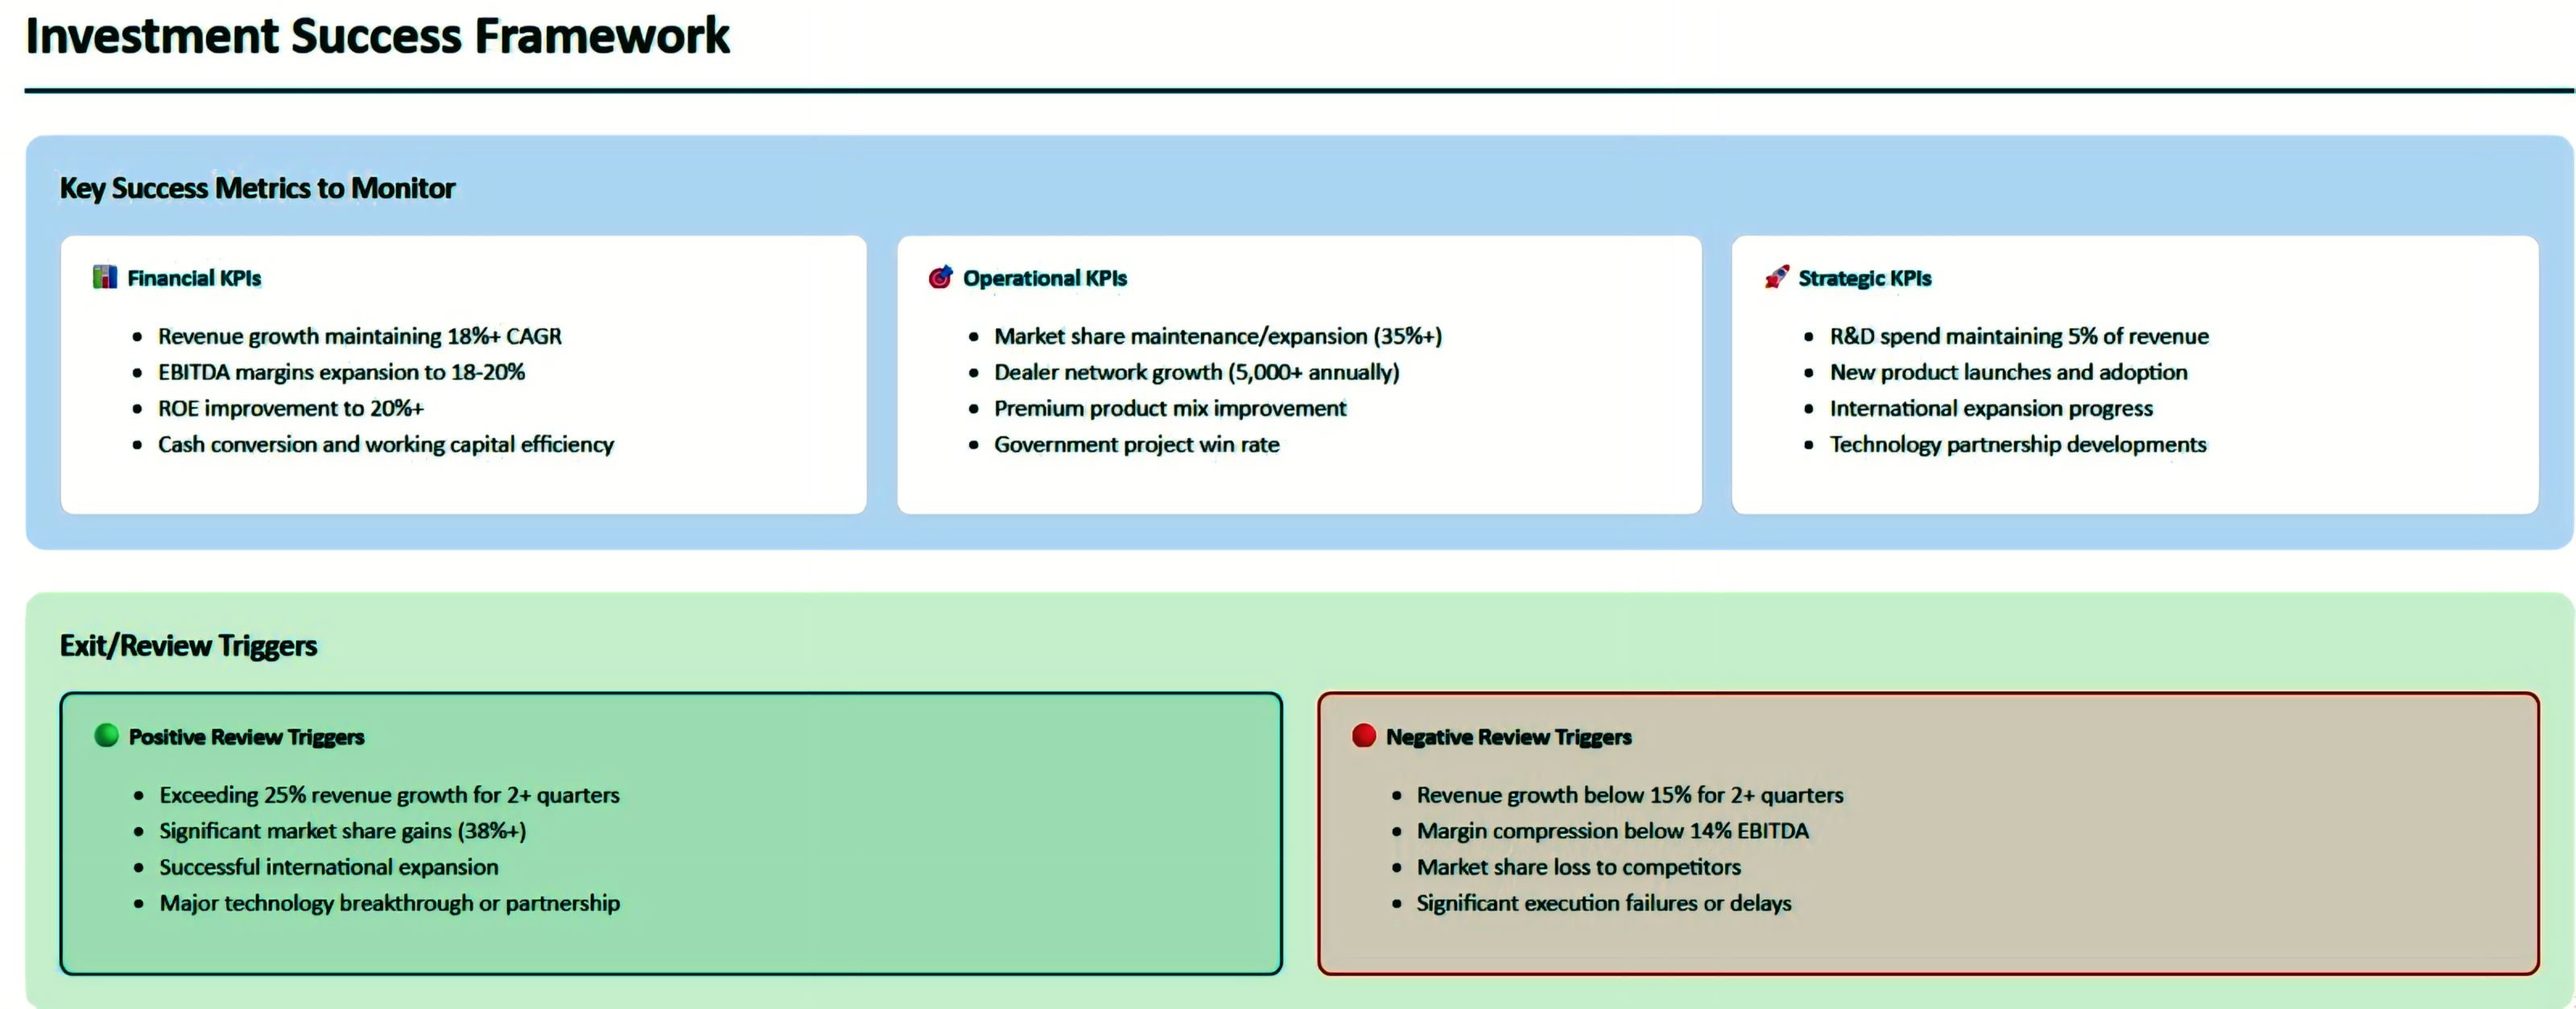 Investment Success Framework
Key Success Metrics to Monitor
Financial KPIs
Revenue growth maintaining 18%+ CAGR
EBITDA margins expansion to 18-20%
ROE improvement to 20%+
Cash conversion and working capital efficiency
Operational KPIs
Market share maintenance/expansion (35%+)
Dealer network growth (5,000+ annually)
Premium product mix improvement
Government project win rate
Strategic KPIs
R&D spend maintaining 5% of revenue
New product launches and adoption
International expansion progress
Technology partnership developments
Exit/Review Triggers
Positive Review Triggers
Exceeding 25% revenue growth for 2+ quarters
Significant market share gains (38%+)
Successful international expansion
Major technology breakthrough or partnership
Negative Review Triggers
Revenue growth below 15% for 2+ quarters
Margin compression below 14% EBITDA
Market share loss to competitors
Significant execution failures or delays